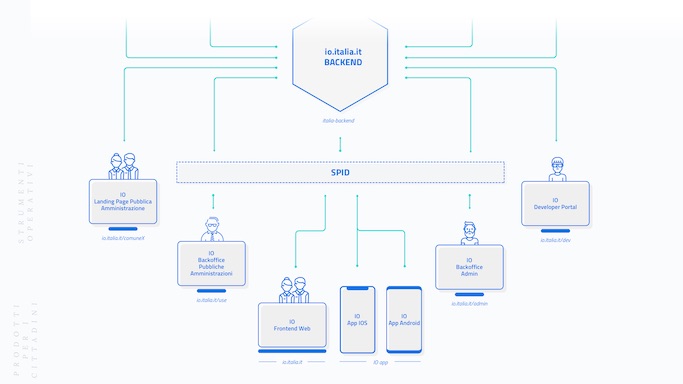 io.italia.it
BACKEND
italia-backend
SPID
IO
Landing Page Pubblica
Amministrazione
io.italia.it/comune/X
IO
Developer Portal
io.italia.it/dev
IO
Backoffice
Pubbliche
Amministrazioni
io.italia.it/
IO
Backoffice
Admin
io.italia.it/admin
IO
Frontend Web
io.italia.it
IO
App IOS
IO
App Android
IO app
STRUMENTI
OPERATIVI
PRODOTTI
PER I
CITTADINI